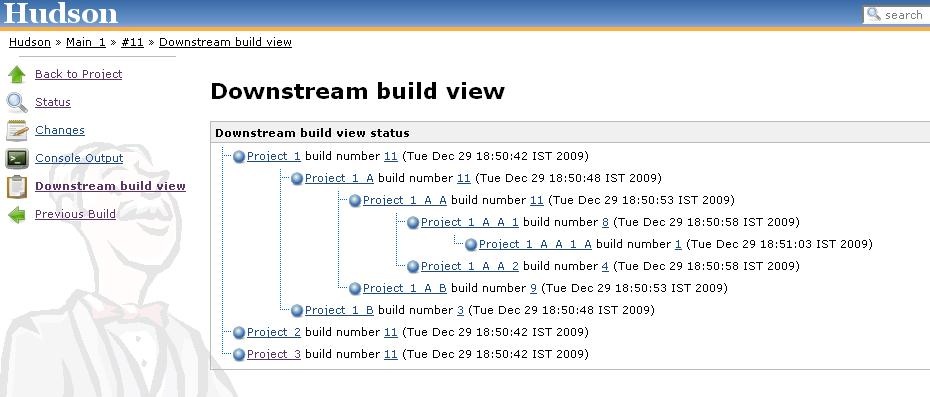 Hudson
search
Hudson » Main_1 » #11 » Downstream build view
Back to Project
Status
Changes
Console Output
Downstream build view
Previous Build
Downstream build view
Downstream build view status
Project_1 build number 11 (Tue Dec 29 18:50:42 IST 2009)
Project_1_A build number 11 (Tue Dec 29 18:50:48 IST 2009)
Project_1_A_A build number 11 (Tue Dec 29 18:50:53 IST 2009)
Project_1_A_A_1 build number 8 (Tue Dec 29 18:50:58 IST 2009)
Project_1_A_A_1_A build number 1 (Tue Dec 29 18:51:03 IST 2009)
Project_1_A_A_2 build number 4 (Tue Dec 29 18:50:58 IST 2009)
Project_1_A_B build number 9 (Tue Dec 29 18:50:53 IST 2009)
Project_1_B build number 3 (Tue Dec 29 18:50:48 IST 2009)
Project_2 build number 11 (Tue Dec 29 18:50:42 IST 2009)
Project_3 build number 11 (Tue Dec 29 18:50:42 IST 2009)